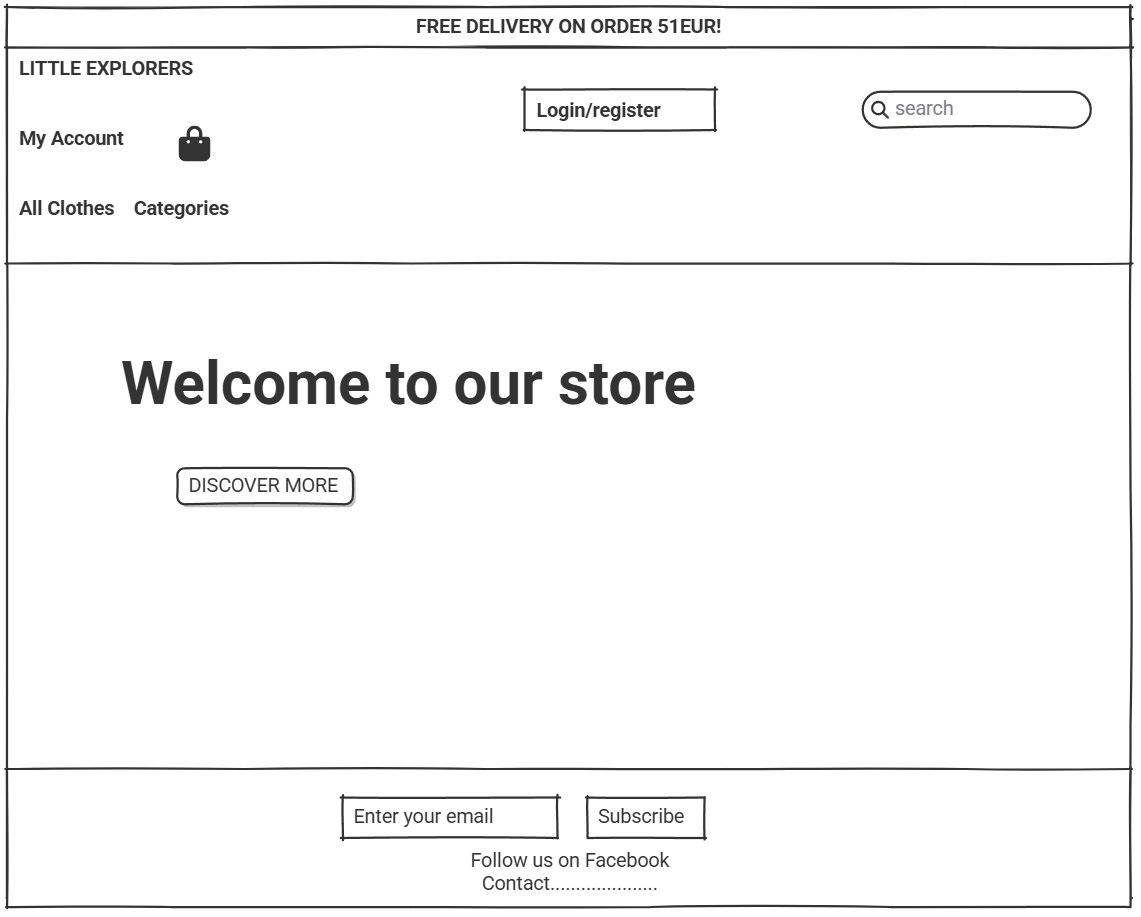 FREE DELIVERY ON ORDER 51EUR!
LITTLE EXPLORERS
Login/register
search
My Account
All Clothes Categories
Welcome to our store
DISCOVER MORE
Enter your email
Subscribe
Follow us on Facebook
Contact.....................